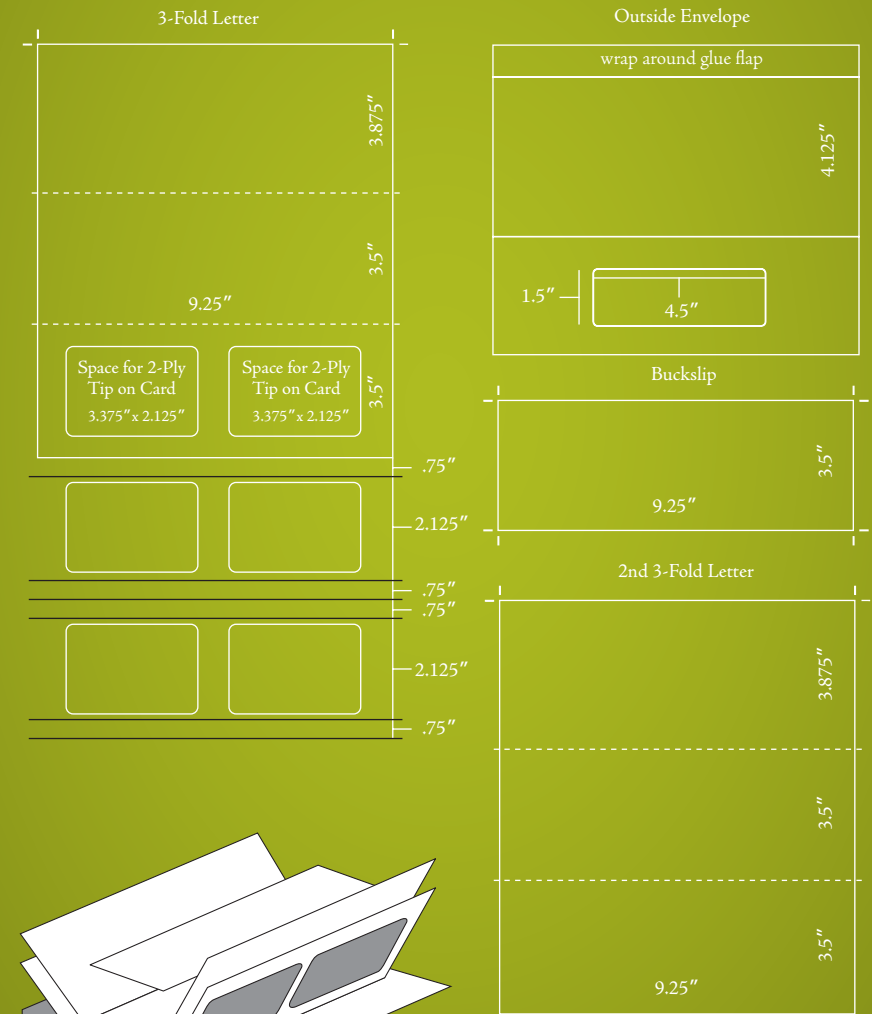 3-Fold Letter
3.875″
3.5″
9.25″
Space for 2-Ply
Tip on Card
3.375″x 2.125″
Space for 2-Ply
Tip on Card
3.375″x 2.125″
3.5″
.75″
2.125″
.75″
.75″
2.125″
.75″
Outside Envelope
wrap around glue flap
4.125″
1.5″
4.5″
Buckslip
3.5″
9.25″
2nd 3-Fold Letter
3.875″
3.5″
3.5″
9.25″